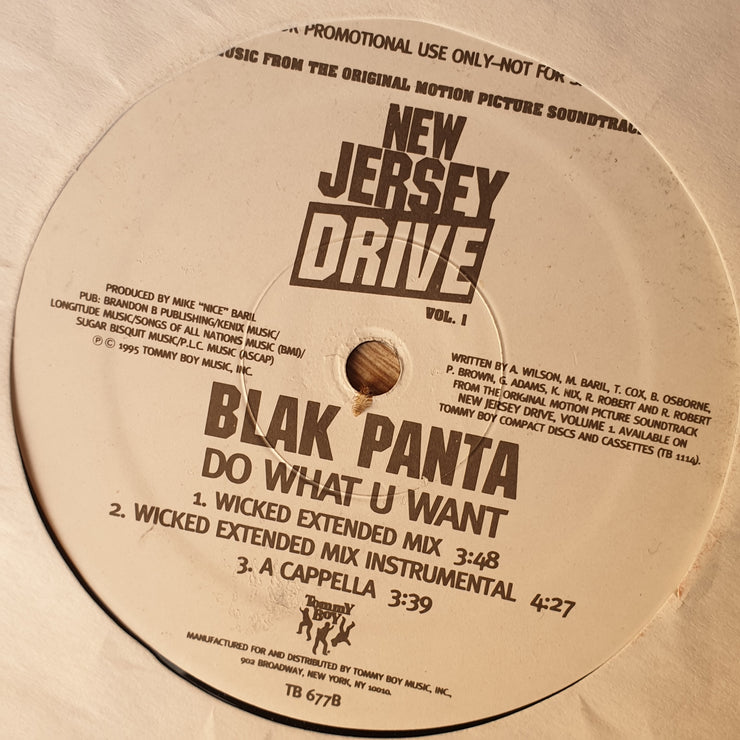 PROMOTIONAL USE ONLY–NOT FOR
MUSIC FROM THE ORIGINAL MOTION PICTURE SOUNDTRAC
NEW
JERSEY
DRIVE
VOL. I
PRODUCED BY MIKE "NICE" BARIL
PUB: BRANDON B PUBLISHING/KENIX MUSIC/
LONGITUDE MUSIC/SONGS OF ALL NATIONS MUSIC (BMI)/
SUGAR BISQUIT MUSIC/P.L.C. MUSIC (ASCAP)
℗ © 1995 TOMMY BOY MUSIC, INC.
WRITTEN BY A. WILSON, M. BARIL, T. COX, B. OSBORNE,
P. BROWN, G. ADAMS, K. NIX, R. ROBERT AND R. ROBERT
FROM THE ORIGINAL MOTION PICTURE SOUNDTRACK
NEW JERSEY DRIVE, VOLUME 1. AVAILABLE ON
TOMMY BOY COMPACT DISCS AND CASSETTES (TB 1114).
BLAK PANTA
DO WHAT U WANT
1. WICKED EXTENDED MIX 3:48
2. WICKED EXTENDED MIX INSTRUMENTAL 4:27
3. A CAPPELLA 3:39
Tommy
Boy
MANUFACTURED FOR AND DISTRIBUTED BY TOMMY BOY MUSIC, INC.,
902 BROADWAY, NEW YORK, NY 10010.
TB 677B